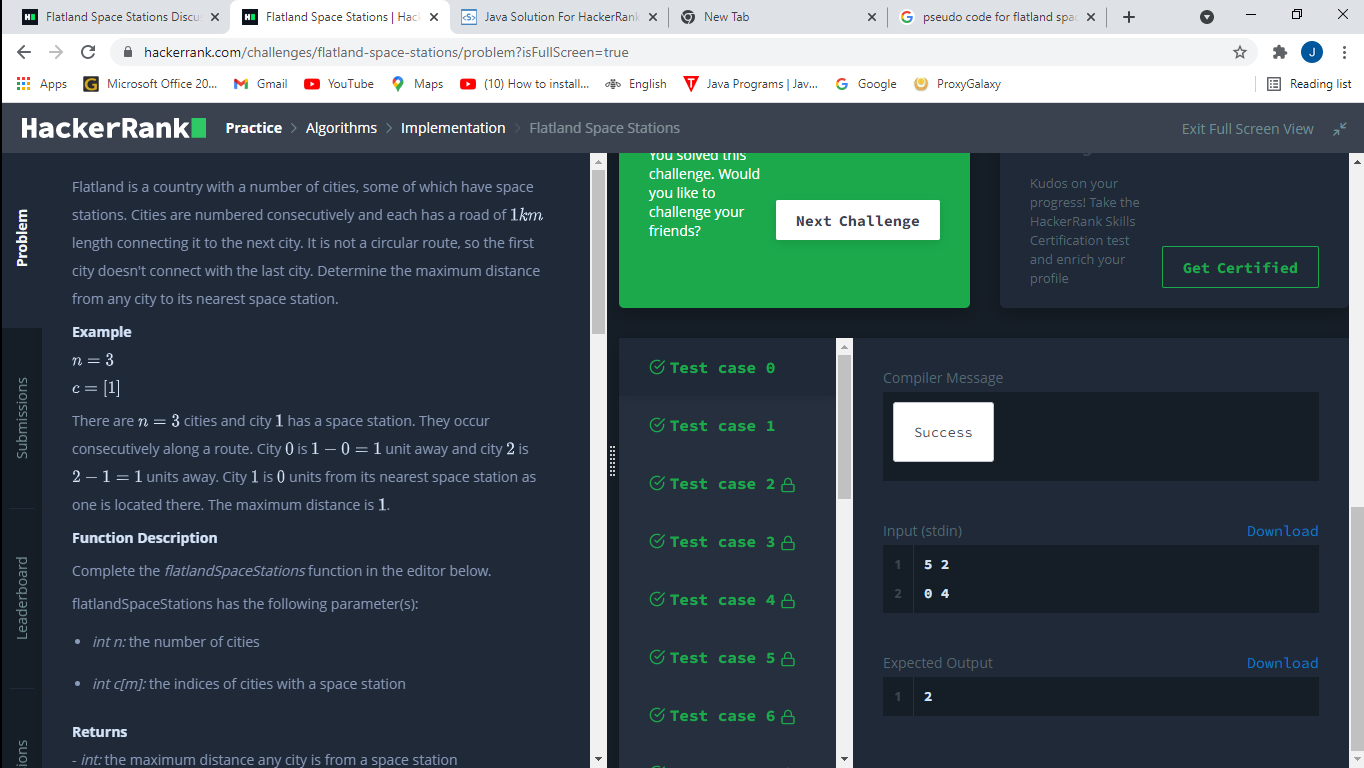 Flatland Space Stations Discu
Flatland Space Stations | Hac
Java Solution For HackerRank
New Tab
pseudo code for flatland spac
hackerrank.com/challenges/flatland-space-stations/problem?isFullScreen=true
J
Apps
Microsoft Office 20...
Gmail
YouTube
Maps
(10) How to install...
English
Java Programs | Jav...
Google
ProxyGalaxy
Reading list
HackerRank
Practice
Algorithms
Implementation
Flatland Space Stations
Exit Full Screen View
Problem
Submissions
Leaderboard
Flatland is a country with a number of cities, some of which have space
stations. Cities are numbered consecutively and each has a road of 1km
length connecting it to the next city. It is not a circular route, so the first
city doesn't connect with the last city. Determine the maximum distance
from any city to its nearest space station.
Example
n = 3
c = [1]
There are n = 3 cities and city 1 has a space station. They occur
consecutively along a route. City 0 is 1 − 0 = 1 unit away and city 2 is
2 − 1 = 1 units away. City 1 is 0 units from its nearest space station as
one is located there. The maximum distance is 1.
Function Description
Complete the flatlandSpaceStations function in the editor below.
flatlandSpaceStations has the following parameter(s):
• int n: the number of cities
• int c[m]: the indices of cities with a space station
Returns
- int: the maximum distance any city is from a space station
You solved this
challenge. Would
you like to
challenge your
friends?
Next Challenge
Kudos on your
progress! Take the
HackerRank Skills
Certification test
and enrich your
profile
Get Certified
Test case 0
Test case 1
Test case 2
Test case 3
Test case 4
Test case 5
Test case 6
Compiler Message
Success
Input (stdin)
Download
1 5 2
2 0 4
Expected Output
Download
1 2